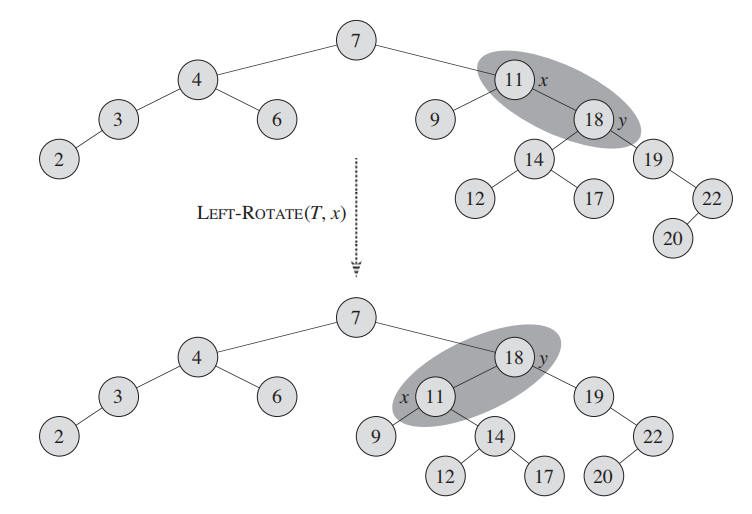 7
4 11 x
3 6 9 18 y
2 14 19
12 17 22
LEFT-ROTATE(T, x)
20
7
4 18 y
3 6 x 11 19
2 9 14 22
12 17 20